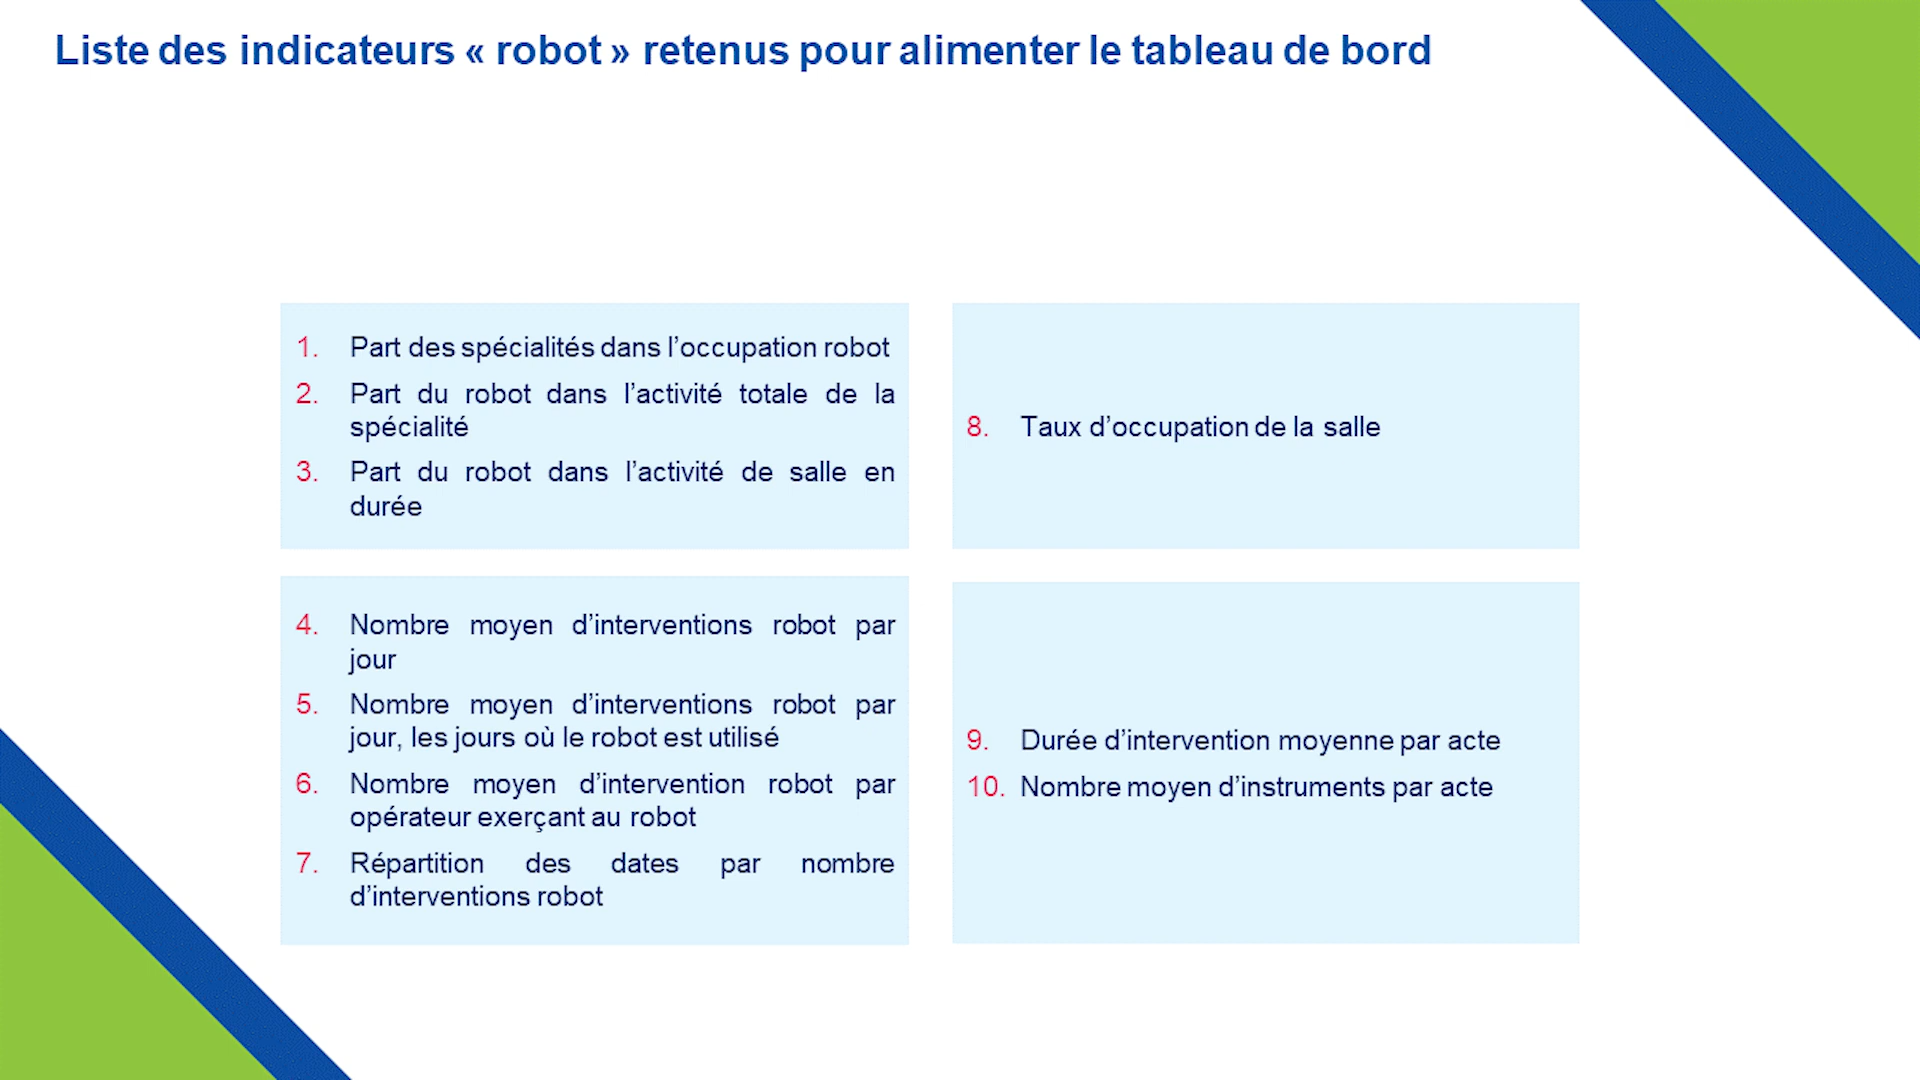 Liste des indicateurs « robot » retenus pour alimenter le tableau de bord
1. Part des spécialités dans l’occupation robot
2. Part du robot dans l’activité totale de la
spécialité
3. Part du robot dans l’activité de salle en
durée
4. Nombre moyen d’interventions robot par
jour
5. Nombre moyen d’interventions robot par
jour, les jours où le robot est utilisé
6. Nombre moyen d’intervention robot par
opérateur exerçant au robot
7. Répartition des dates par nombre
d’interventions robot
8. Taux d’occupation de la salle
9. Durée d’intervention moyenne par acte
10. Nombre moyen d’instruments par acte